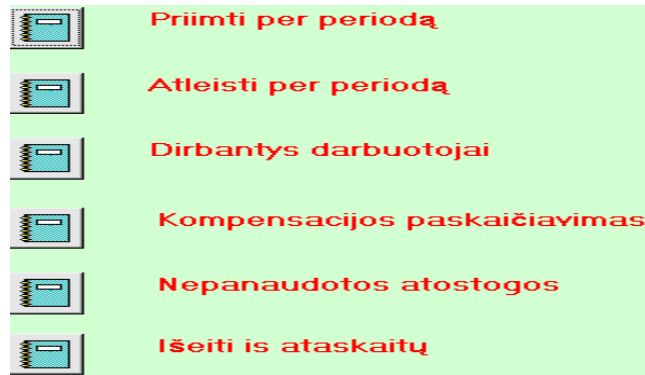 Priimti per periodą
Atleisti per periodą
Dirbantys darbuotojai
Kompensacijos paskaičiavimas
Nepanaudotos atostogos
Išeiti is ataskaitų